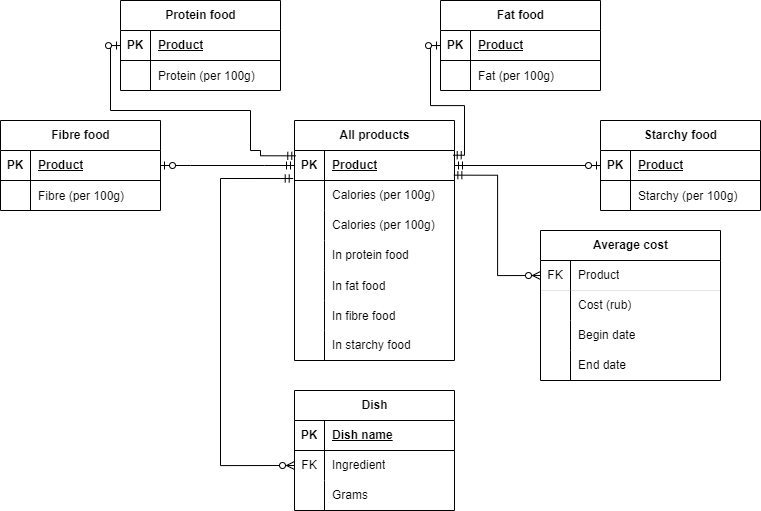 Protein food
PK Product
Protein (per 100g)
Fat food
PK Product
Fat (per 100g)
Fibre food
PK Product
Fibre (per 100g)
All products
PK Product
Calories (per 100g)
Calories (per 100g)
In protein food
In fat food
In fibre food
In starchy food
Starchy food
PK Product
Starchy (per 100g)
Average cost
FK Product
Cost (rub)
Begin date
End date
Dish
PK Dish name
FK Ingredient
Grams